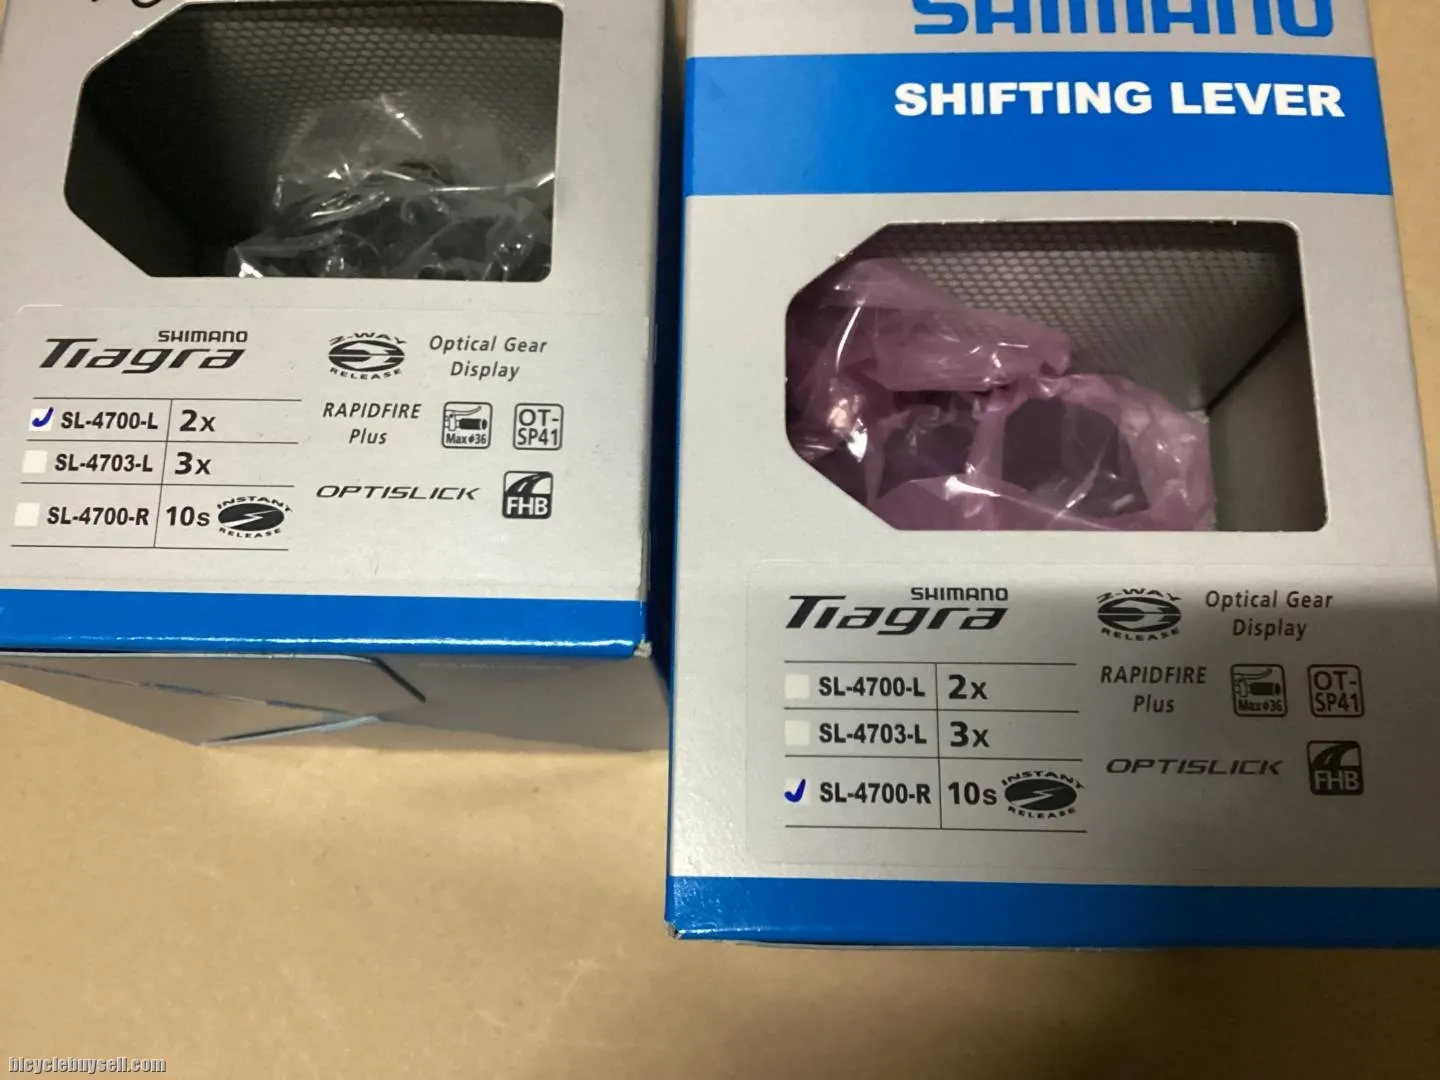 SHIMANO
Tiagra
SL-4700-L 2x
SL-4703-L 3x
SL-4700-R 10s
INSTANT RELEASE
2-WAY RELEASE
Optical Gear
Display
RAPIDFIRE
Plus
Max ø36
OT-
SP41
OPTISLICK
FHB
SHIMANO
SHIFTING LEVER
SHIMANO
Tiagra
SL-4700-L 2x
SL-4703-L 3x
SL-4700-R 10s
INSTANT RELEASE
2-WAY RELEASE
Optical Gear
Display
RAPIDFIRE
Plus
Max ø36
OT-
SP41
OPTISLICK
FHB
bicyclebuysell.com